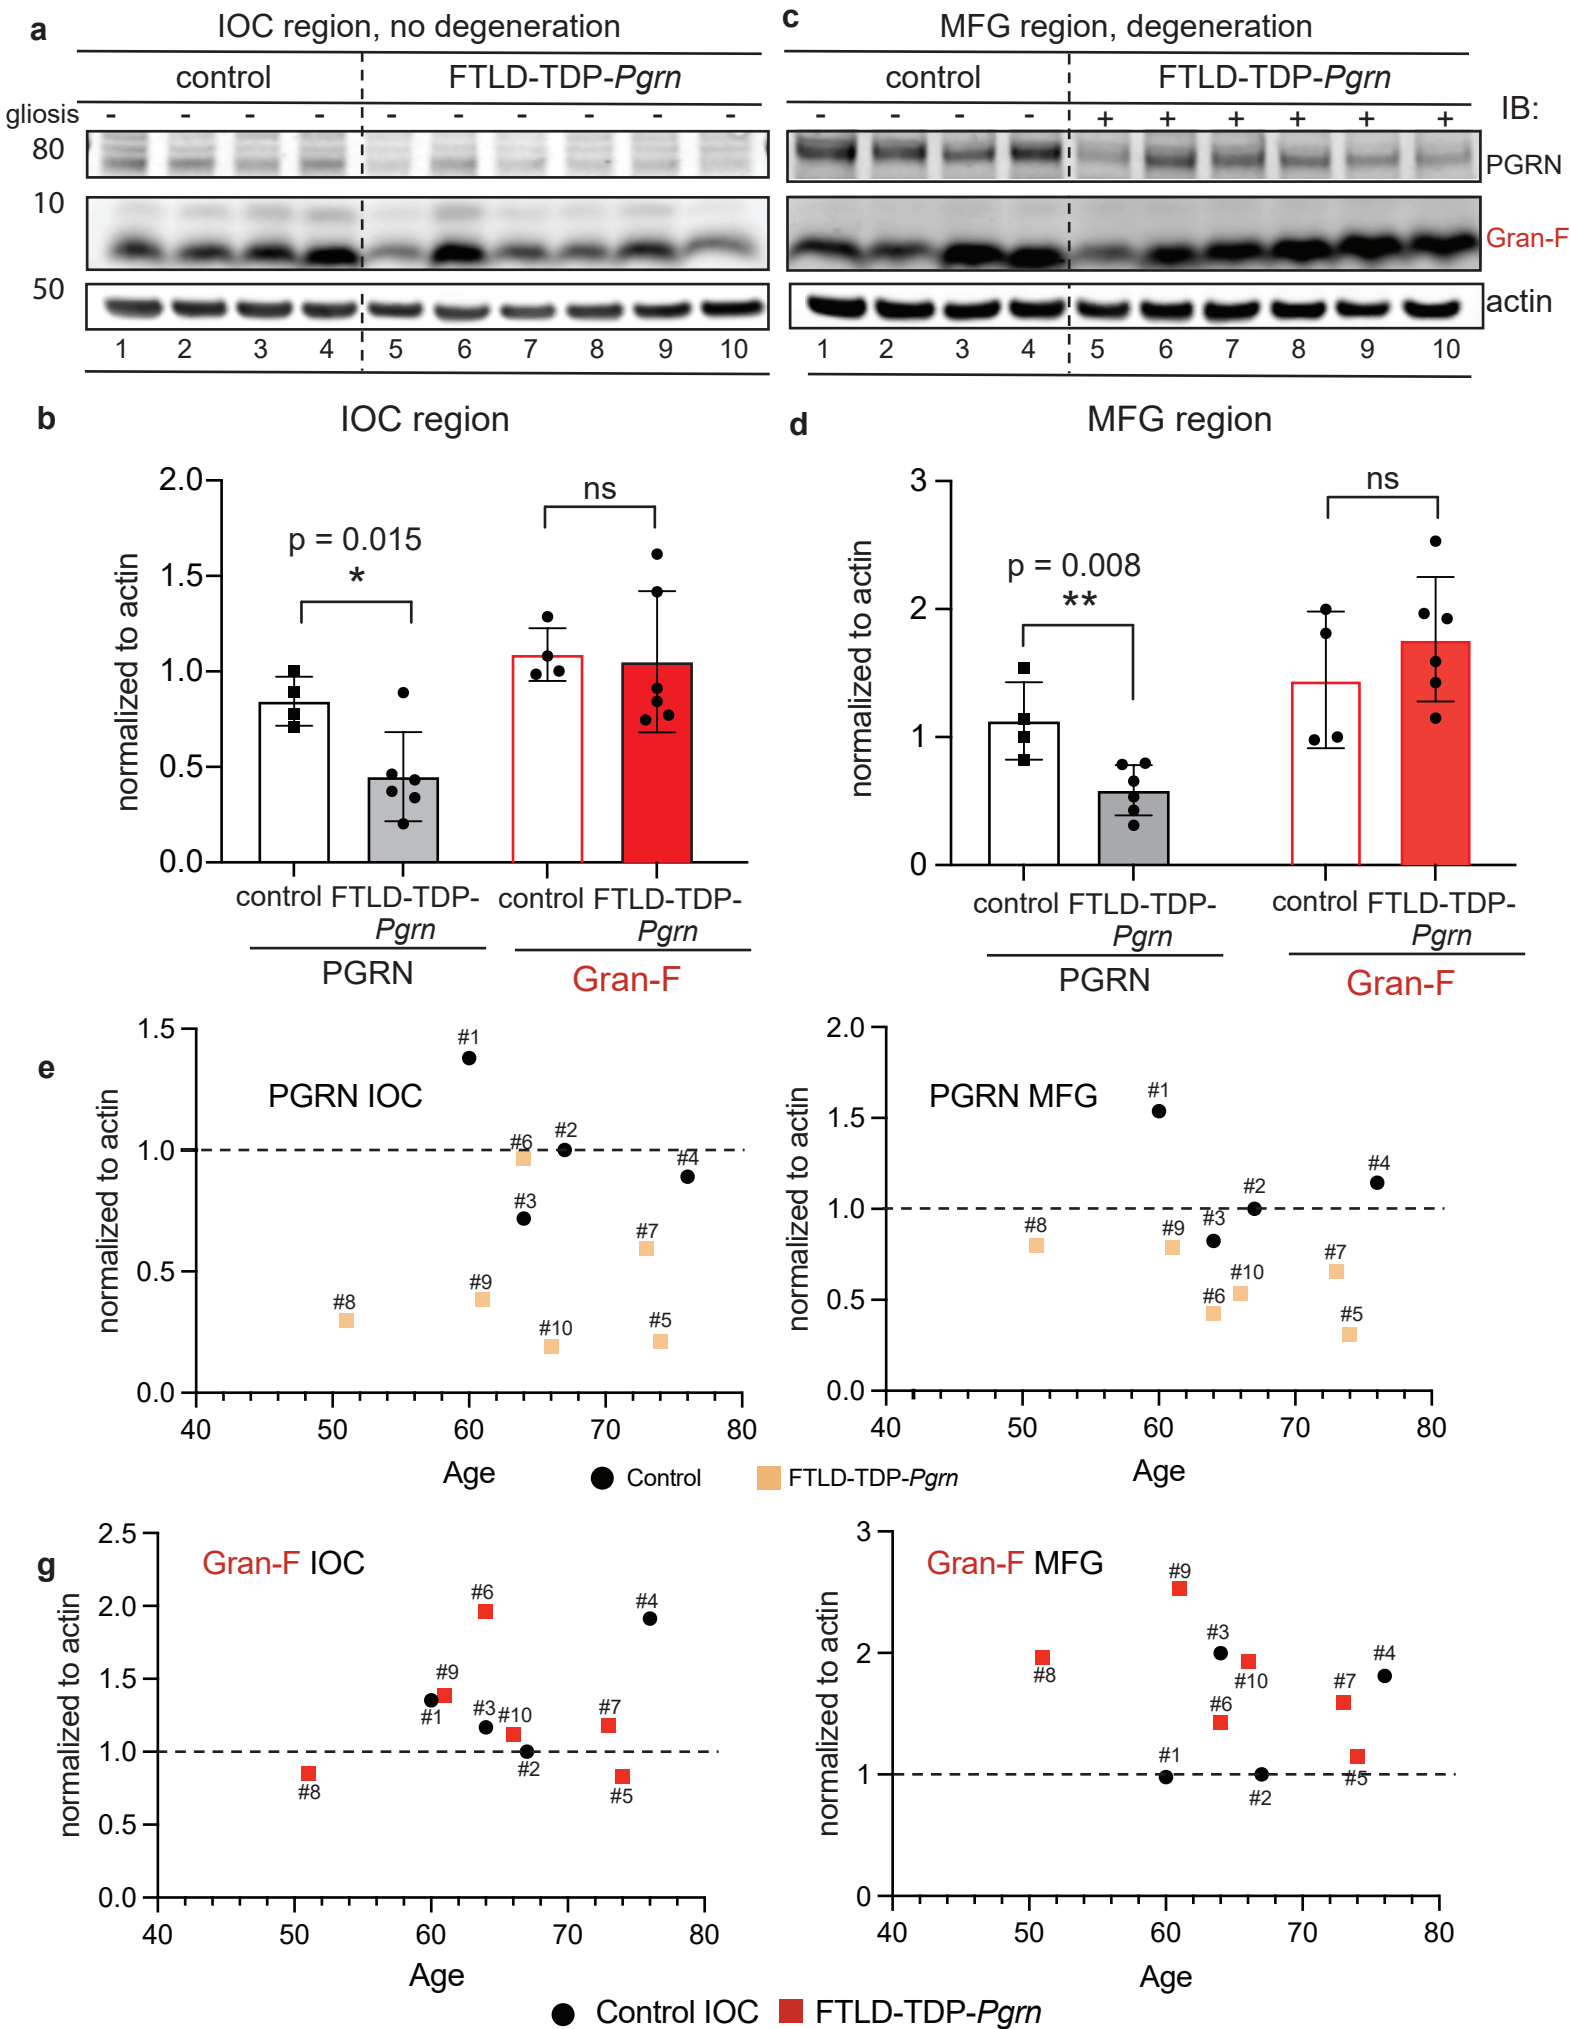 a
IOC region, no degeneration
control
FTLD-TDP-Pgrn
gliosis - - - - - - - - - -
80
10
50
1 2 3 4 5 6 7 8 9 10
c
MFG region, degeneration
control
FTLD-TDP-Pgrn
- - - - + + + + + +
IB:
PGRN
Gran-F
actin
1 2 3 4 5 6 7 8 9 10
b
IOC region
normalized to actin
2.0
1.5
1.0
0.5
0.0
p = 0.015
*
ns
control FTLD-TDP-
Pgrn
control FTLD-TDP-
Pgrn
PGRN
Gran-F
d
MFG region
normalized to actin
3
2
1
0
p = 0.008
**
ns
control FTLD-TDP-
Pgrn
control FTLD-TDP-
Pgrn
PGRN
Gran-F
e
PGRN IOC
normalized to actin
1.5
1.0
0.5
0.0
#1
#2
#6
#4
#3
#7
#9
#8
#10
#5
40 50 60 70 80
Age
PGRN MFG
normalized to actin
2.0
1.5
1.0
0.5
0.0
#1
#4
#2
#3
#8
#9
#7
#10
#6
#5
40 50 60 70 80
Age
Control
FTLD-TDP-Pgrn
g
Gran-F IOC
normalized to actin
2.5
2.0
1.5
1.0
0.5
0.0
#6
#4
#9
#1
#3
#10
#7
#2
#8
#5
40 50 60 70 80
Age
Gran-F MFG
normalized to actin
3
2
1
0
#9
#3
#4
#8
#10
#7
#6
#1
#5
#2
40 50 60 70 80
Age
Control IOC
FTLD-TDP-Pgrn